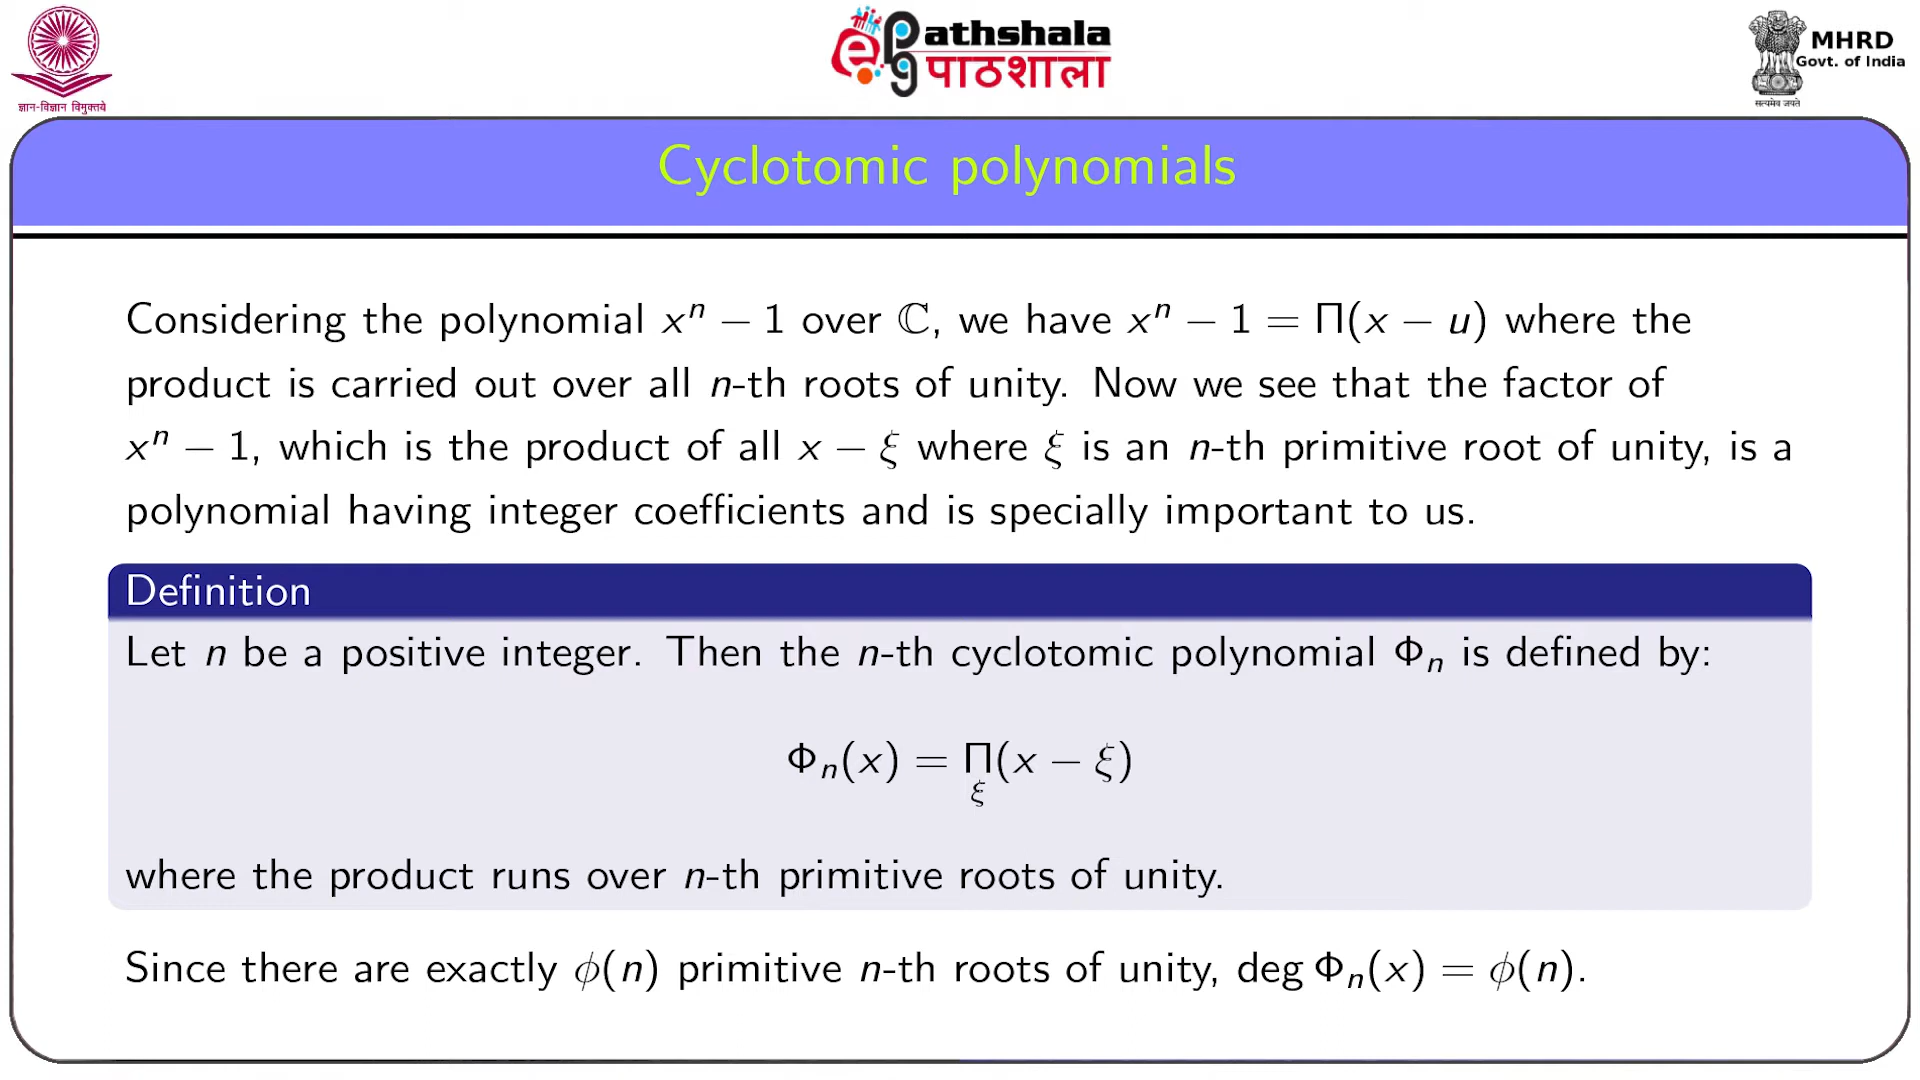 ज्ञान-विज्ञान विमुक्तये
ePG Pathshala
पाठशाला
MHRD
Govt. of India
सत्यमेव जयते
Cyclotomic polynomials
Considering the polynomial xⁿ − 1 over ℂ, we have xⁿ − 1 = Π(x − u) where the
product is carried out over all n-th roots of unity. Now we see that the factor of
xⁿ − 1, which is the product of all x − ξ where ξ is an n-th primitive root of unity, is a
polynomial having integer coefficients and is specially important to us.
Definition
Let n be a positive integer. Then the n-th cyclotomic polynomial Φₙ is defined by:
Φₙ(x) = Π(x − ξ)
ξ
where the product runs over n-th primitive roots of unity.
Since there are exactly ϕ(n) primitive n-th roots of unity, deg Φₙ(x) = ϕ(n).